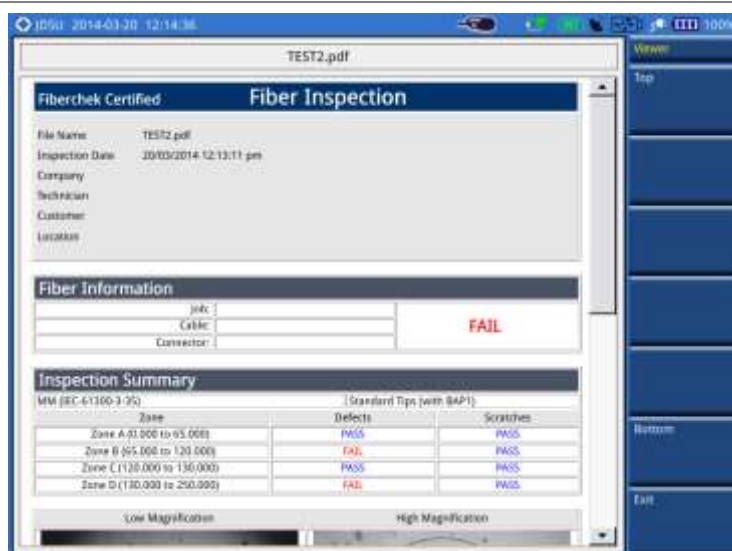 JDSU 2014-03-20 12:14:36
100%
TEST2.pdf
Viewer
Top
Fiberchek Certified Fiber Inspection
File Name TEST2.pdf
Inspection Date 20/03/2014 12:13:11 pm
Company
Technician
Customer
Location
Fiber Information
Job:
Cable: FAIL
Connector:
Inspection Summary
MM (IEC-61300-3-35) Standard Tips (with BAP1)
Zone Defects Scratches
Zone A (0.000 to 65.000) PASS PASS
Zone B (65.000 to 120.000) FAIL PASS
Zone C (120.000 to 130.000) PASS PASS
Zone D (130.000 to 250.000) FAIL PASS
Bottom
Exit
Low Magnification High Magnification